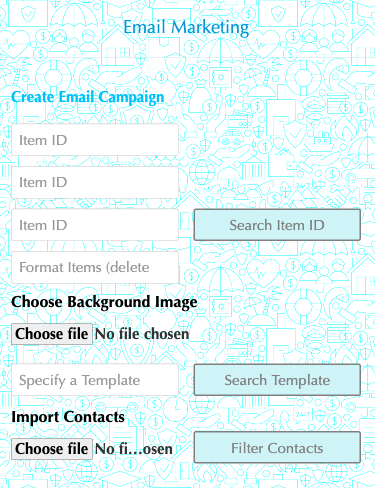 Email Marketing
Create Email Campaign
Item ID
Item ID
Item ID Search Item ID
Format Items (delete
Choose Background Image
Choose file No file chosen
Specify a Template Search Template
Import Contacts
Choose file No fi...osen Filter Contacts